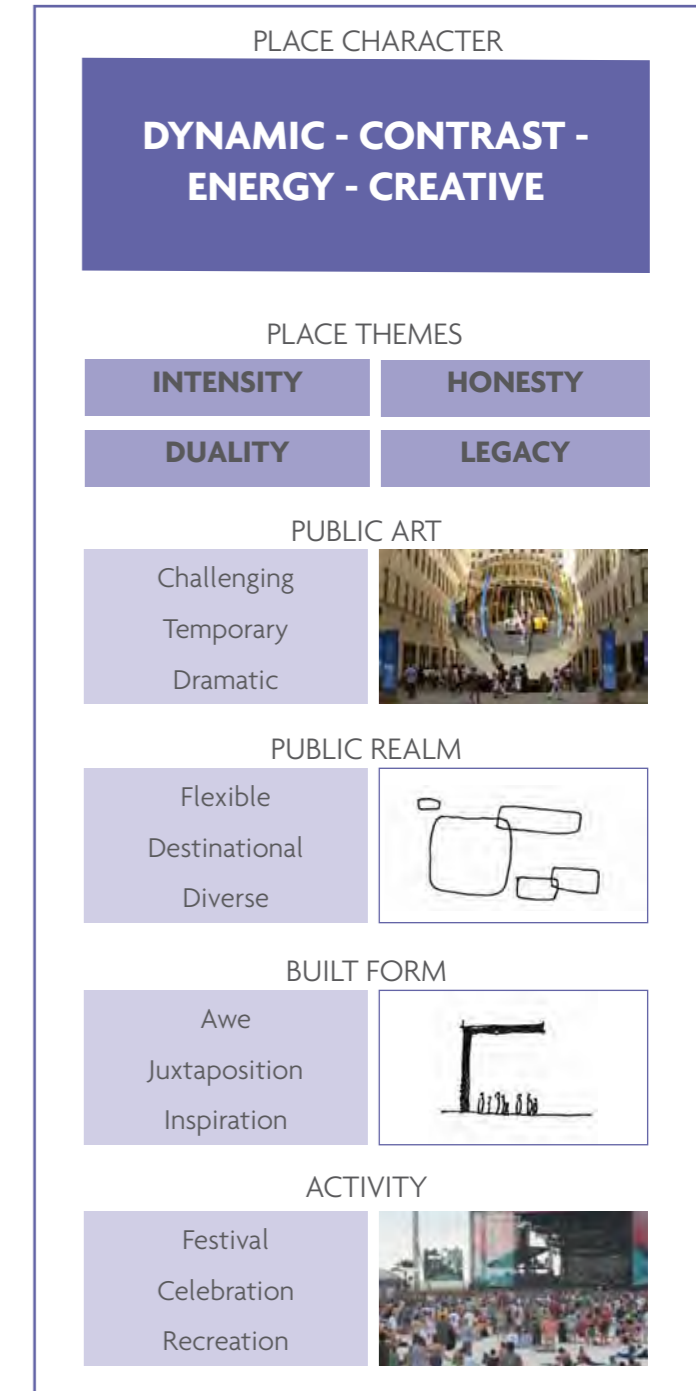 PLACE CHARACTER
DYNAMIC - CONTRAST -
ENERGY - CREATIVE
PLACE THEMES
INTENSITY
HONESTY
DUALITY
LEGACY
PUBLIC ART
Challenging
Temporary
Dramatic
PUBLIC REALM
Flexible
Destinational
Diverse
BUILT FORM
Awe
Juxtaposition
Inspiration
ACTIVITY
Festival
Celebration
Recreation